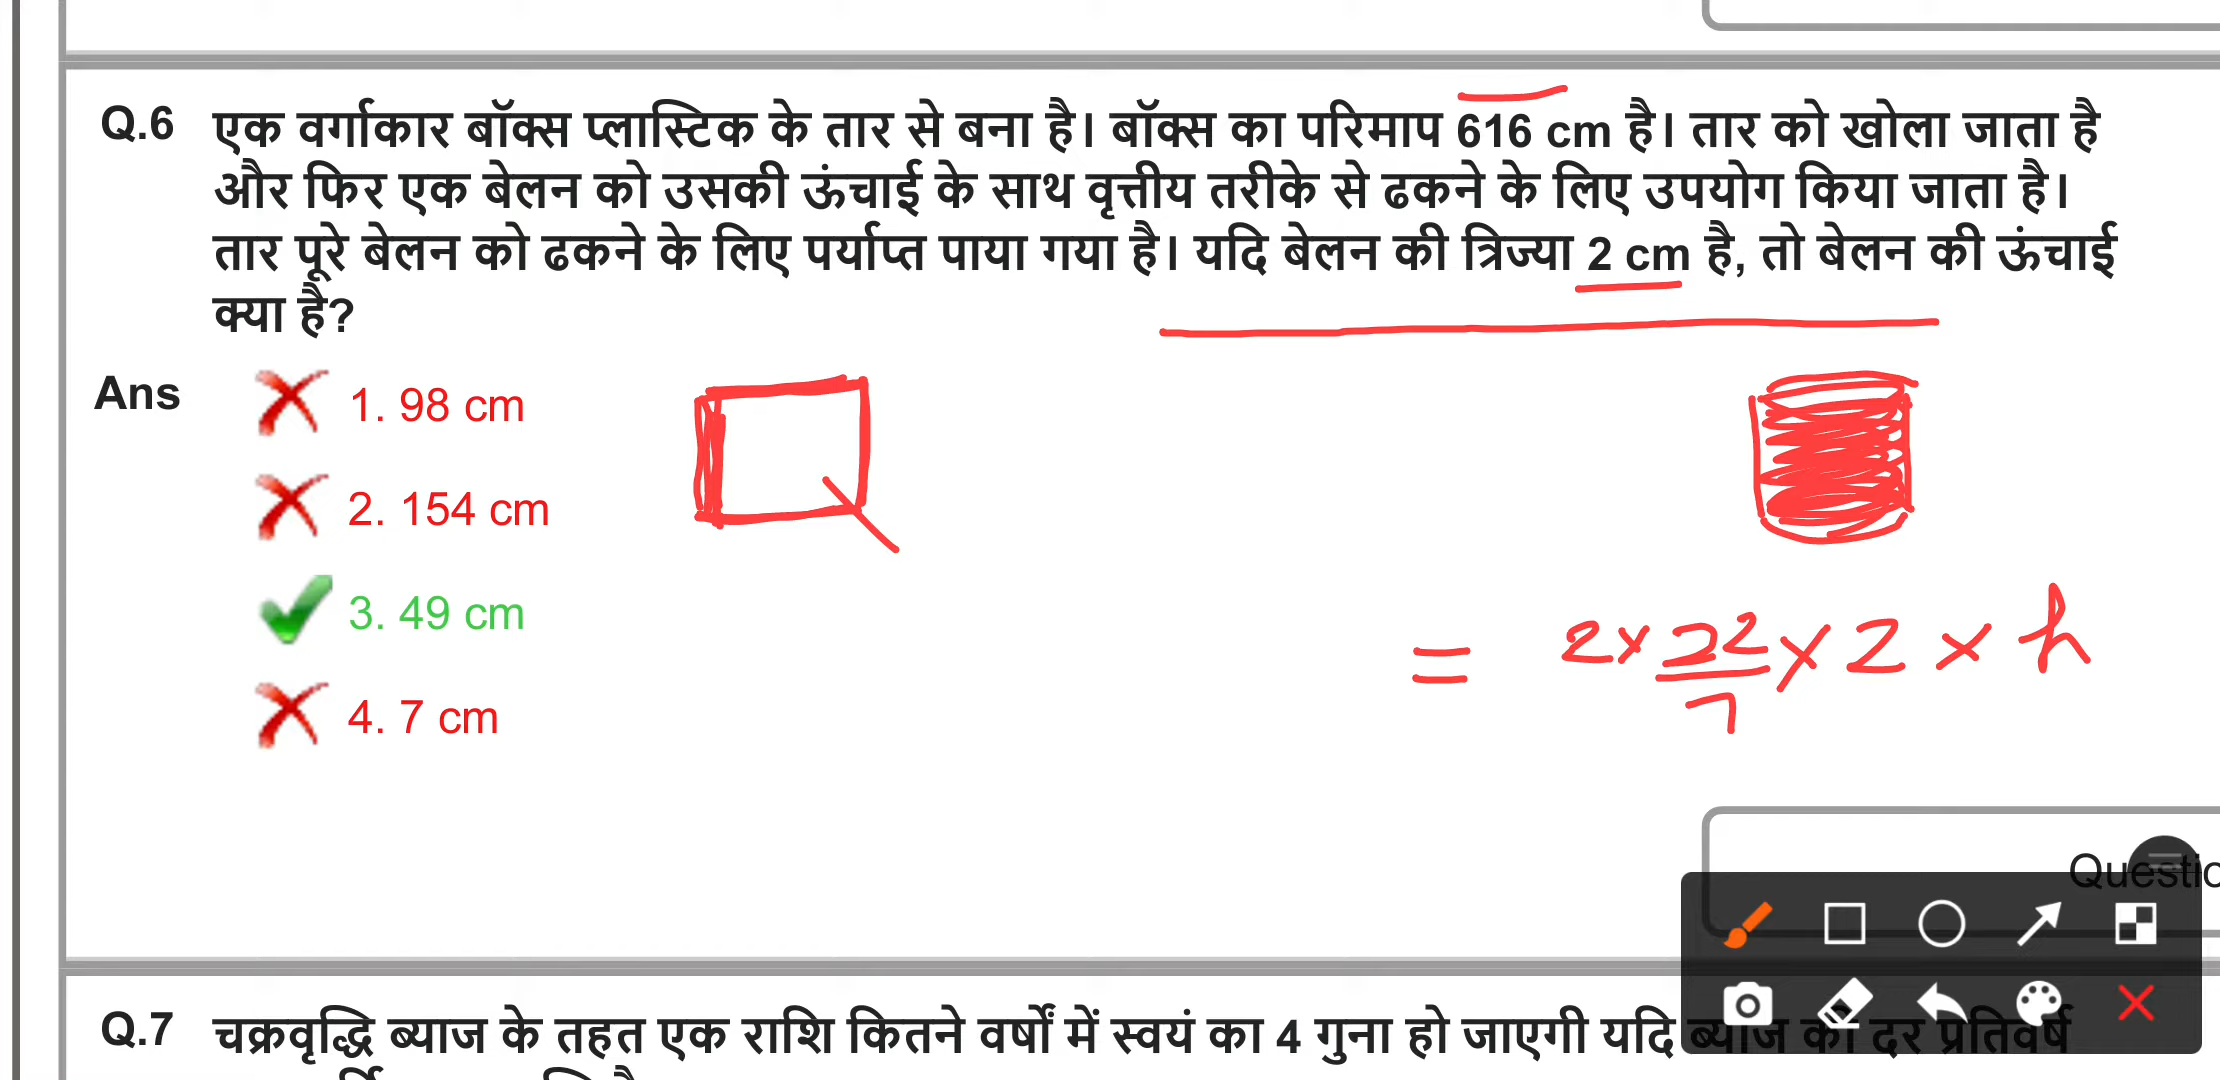 Q.6 एक वर्गाकार बॉक्स प्लास्टिक के तार से बना है। बॉक्स का परिमाप 616 cm है। तार को खोला जाता है
और फिर एक बेलन को उसकी ऊंचाई के साथ वृत्तीय तरीके से ढकने के लिए उपयोग किया जाता है।
तार पूरे बेलन को ढकने के लिए पर्याप्त पाया गया है। यदि बेलन की त्रिज्या 2 cm है, तो बेलन की ऊंचाई
क्या है?
Ans 1. 98 cm
2. 154 cm
3. 49 cm
4. 7 cm
= 2 × 22/7 × 2 × h
Q.7 चक्रवृद्धि ब्याज के तहत एक राशि कितने वर्षों में स्वयं का 4 गुना हो जाएगी यदि ब्याज की दर प्रतिवर्ष